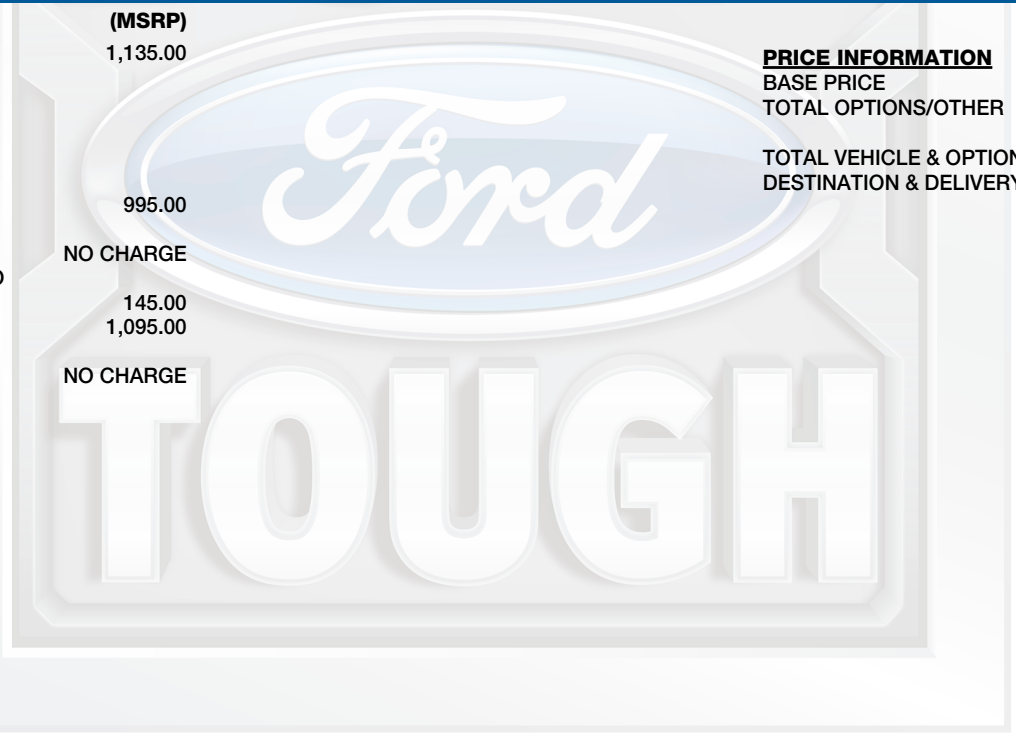 (MSRP)
1,135.00
995.00
NO CHARGE
145.00
1,095.00
NO CHARGE
PRICE INFORMATION
BASE PRICE
TOTAL OPTIONS/OTHER
TOTAL VEHICLE & OPTION
DESTINATION & DELIVERY
Ford
TOUGH